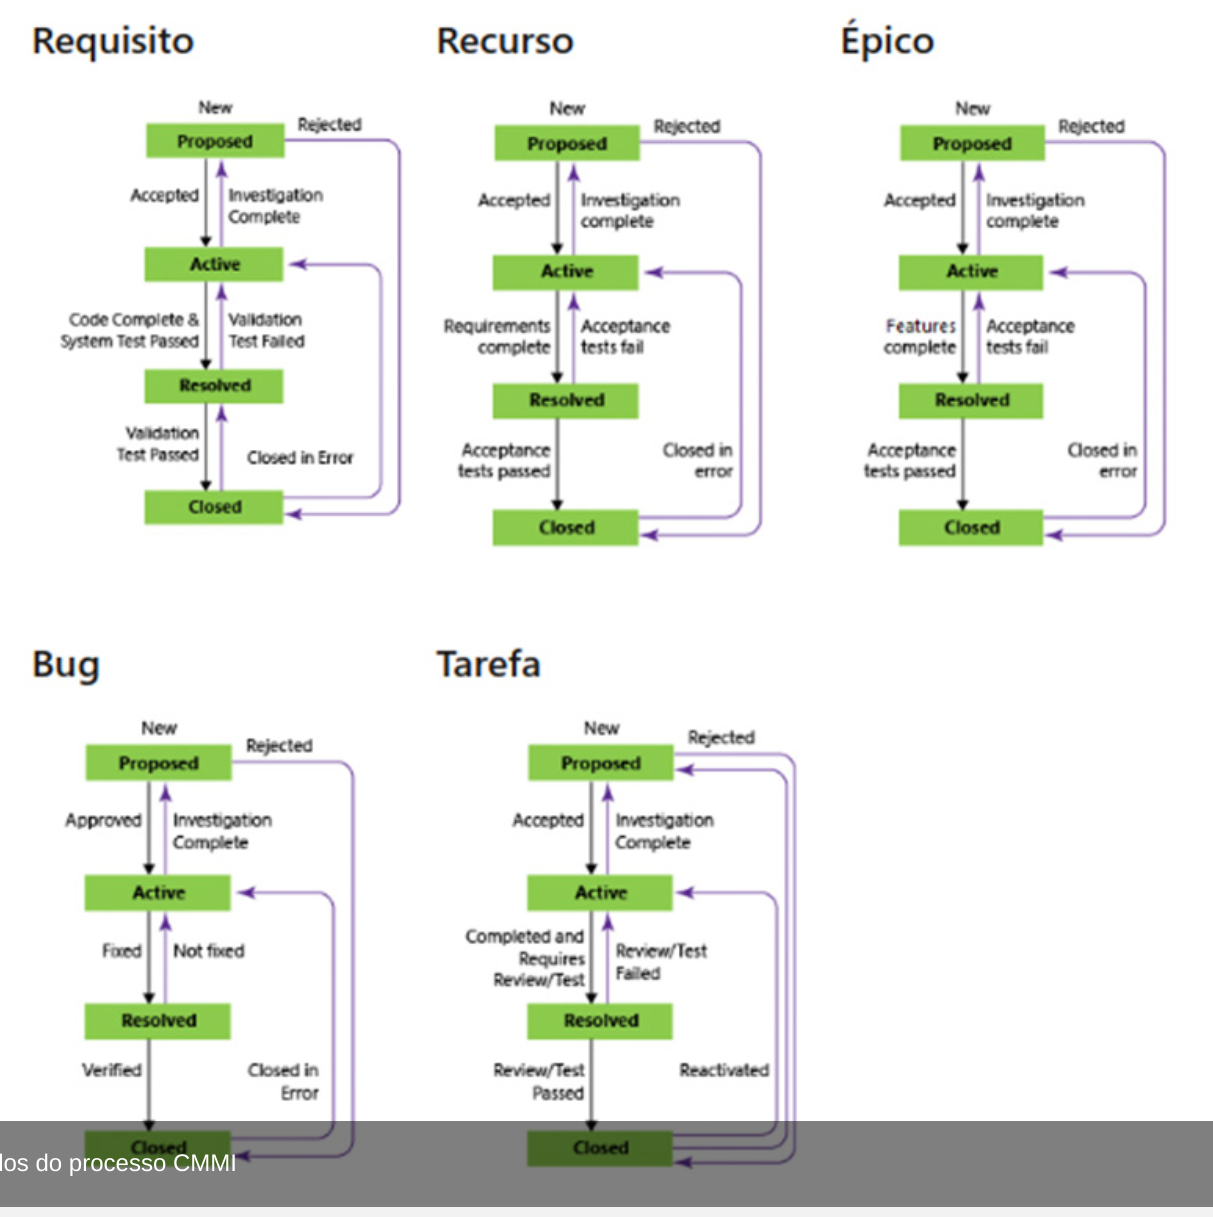 Requisito
New
Proposed
Rejected
Accepted
Investigation
Complete
Active
Code Complete &
System Test Passed
Validation
Test Failed
Resolved
Validation
Test Passed
Closed in Error
Closed
Recurso
New
Proposed
Rejected
Accepted
Investigation
complete
Active
Requirements
complete
Acceptance
tests fail
Resolved
Acceptance
tests passed
Closed in
error
Closed
Épico
New
Proposed
Rejected
Accepted
Investigation
complete
Active
Features
complete
Acceptance
tests fail
Resolved
Acceptance
tests passed
Closed in
error
Closed
Bug
New
Proposed
Rejected
Approved
Investigation
Complete
Active
Fixed
Not fixed
Resolved
Verified
Closed in
Error
Closed
Tarefa
New
Proposed
Rejected
Accepted
Investigation
Complete
Active
Completed and
Requires
Review/Test
Review/Test
Failed
Resolved
Review/Test
Passed
Reactivated
Closed
do processo CMMI